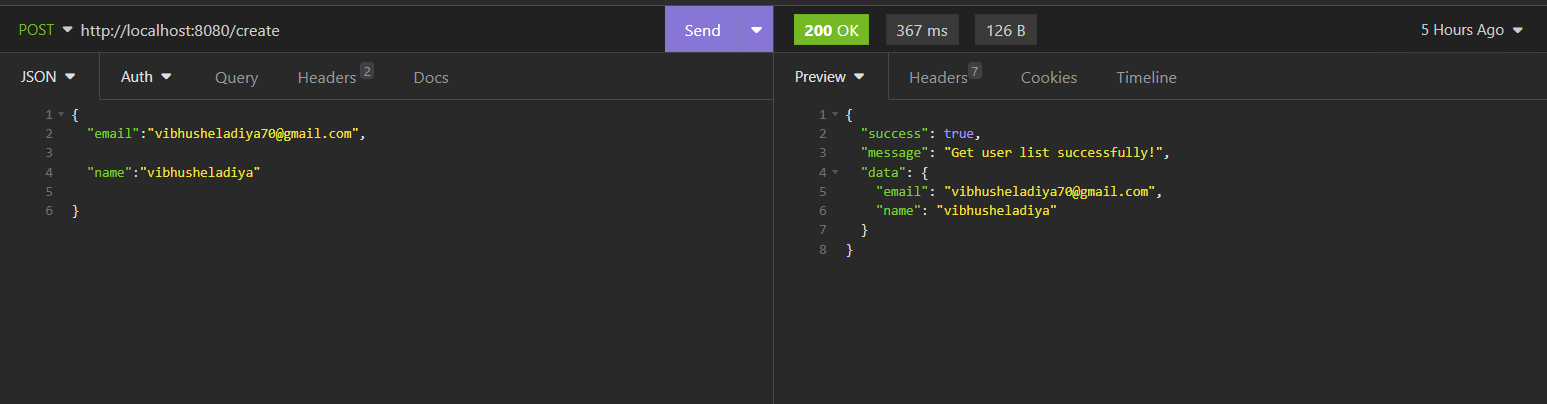 POST http://localhost:8080/create Send 200 OK 367 ms 126 B 5 Hours Ago
JSON Auth Query Headers 2 Docs Preview Headers 7 Cookies Timeline
1 {
2 "email":"vibhusheladiya70@gmail.com",
3
4 "name":"vibhusheladiya"
5
6 }
1 {
2 "success": true,
3 "message": "Get user list successfully!",
4 "data": {
5 "email": "vibhusheladiya70@gmail.com",
6 "name": "vibhusheladiya"
7 }
8 }